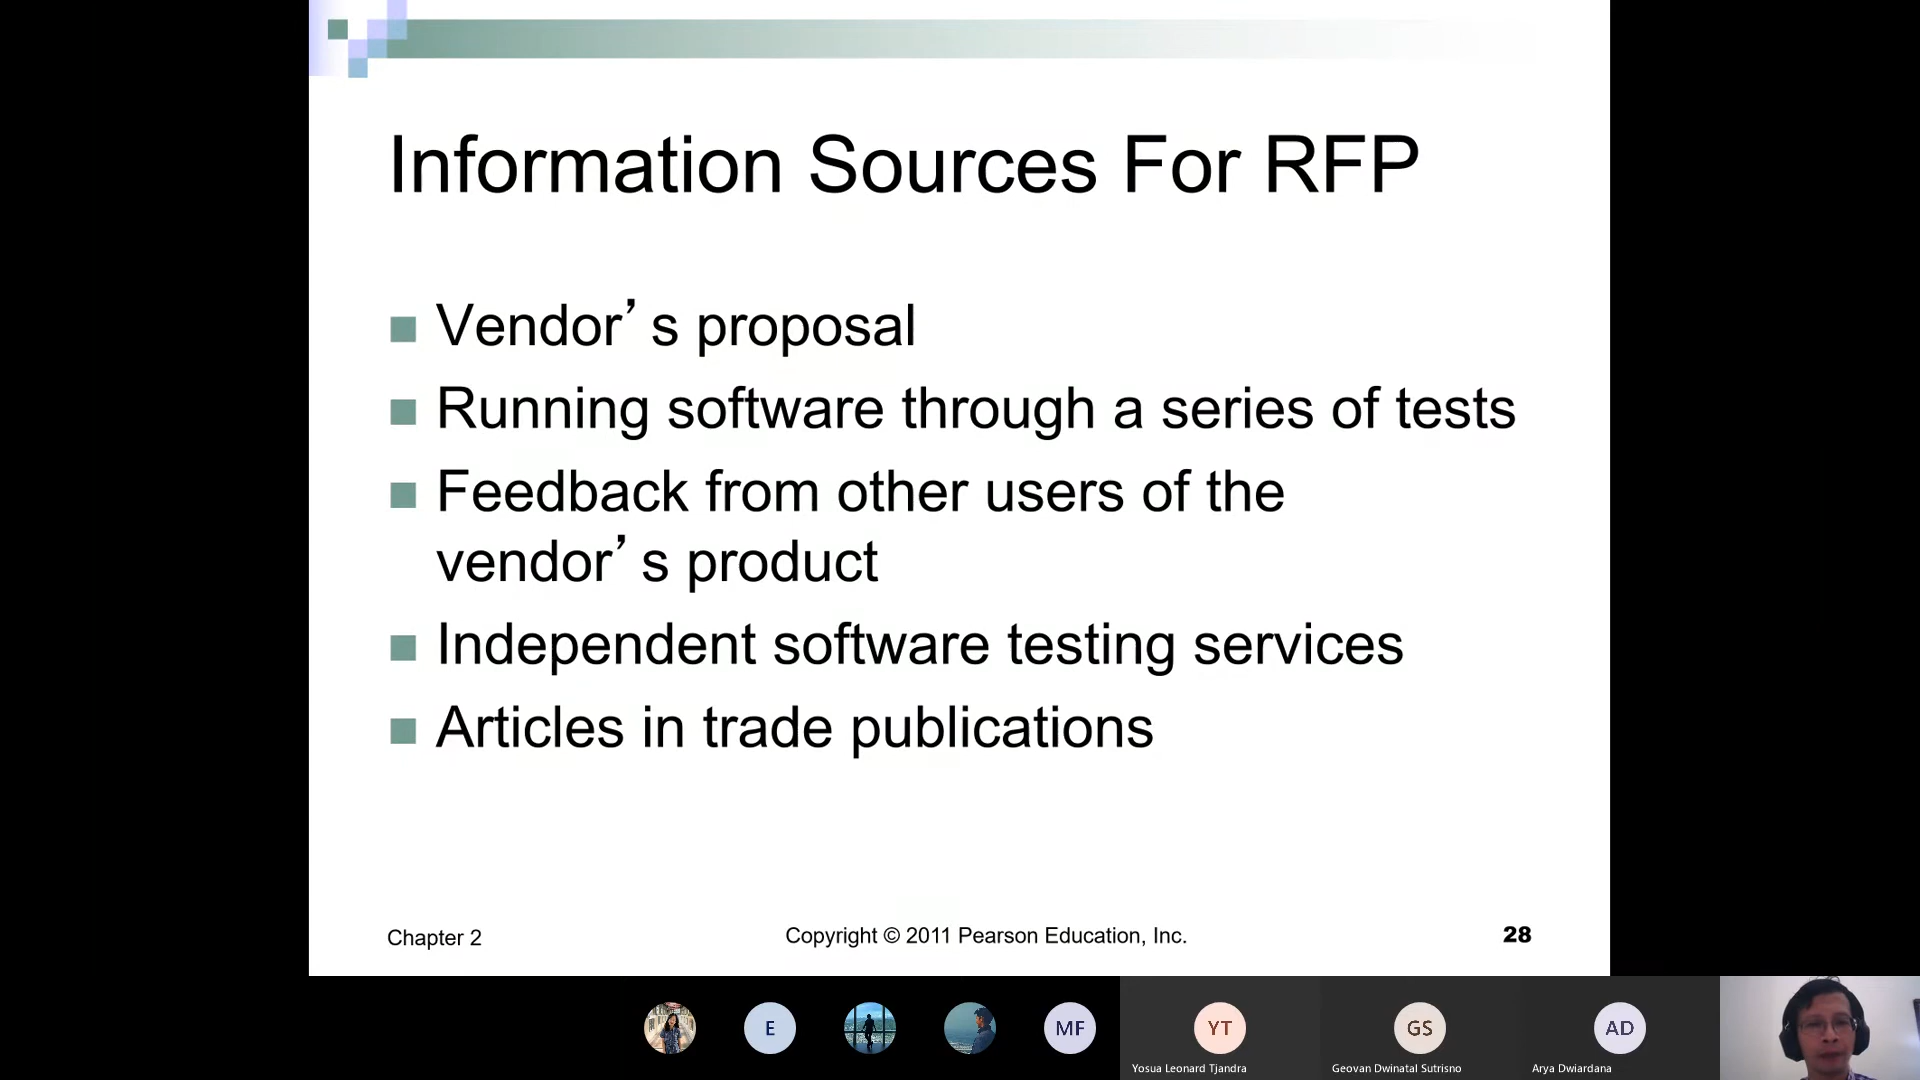 Information Sources For RFP
Vendor’s proposal
Running software through a series of tests
Feedback from other users of the
vendor’s product
Independent software testing services
Articles in trade publications
Chapter 2
Copyright © 2011 Pearson Education, Inc.
28
E
MF
YT
GS
AD
Yosua Leonard Tjandra
Geovan Dwinatal Sutrisno
Arya Dwiardana